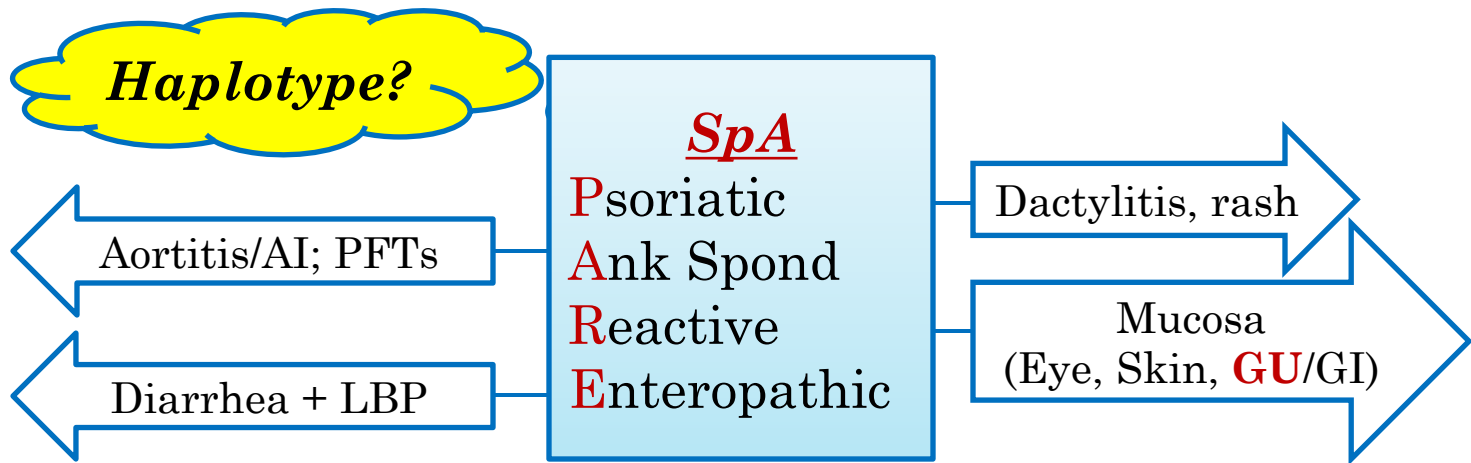 Haplotype?
SpA
Psoriatic
Ank Spond
Reactive
Enteropathic
Aortitis/AI; PFTs
Diarrhea + LBP
Dactylitis, rash
Mucosa
(Eye, Skin, GU/GI)